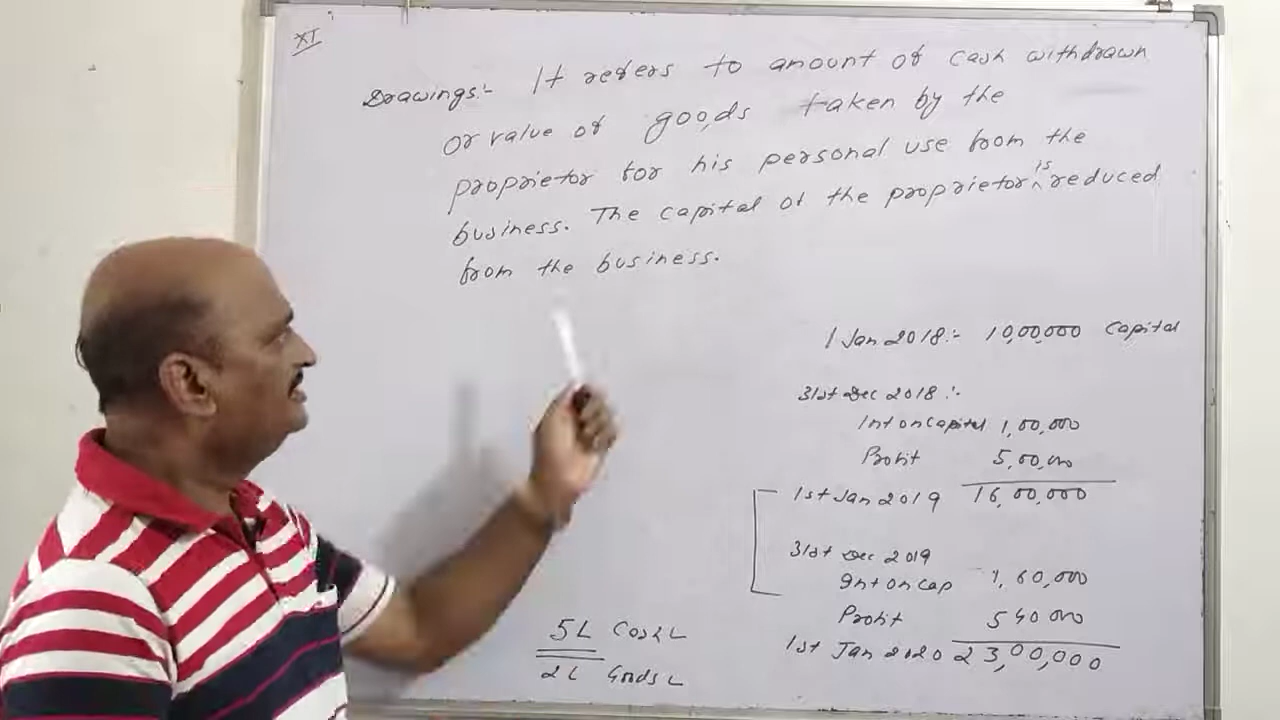 XI
Drawings:- It refers to amount of cash withdrawn
or value of goods taken by the
proprietor for his personal use from the
business. The capital of the proprietor is reduced
from the business.
1 Jan 2018:- 10,00,000 Capital
31st Dec 2018:-
Int on Capital 1,00,000
Profit 5,00,000
1st Jan 2019 16,00,000
31st Dec 2019
Int on Cap 1,60,000
Profit 540000
1st Jan 2020 23,00,000
5L
2L Goods